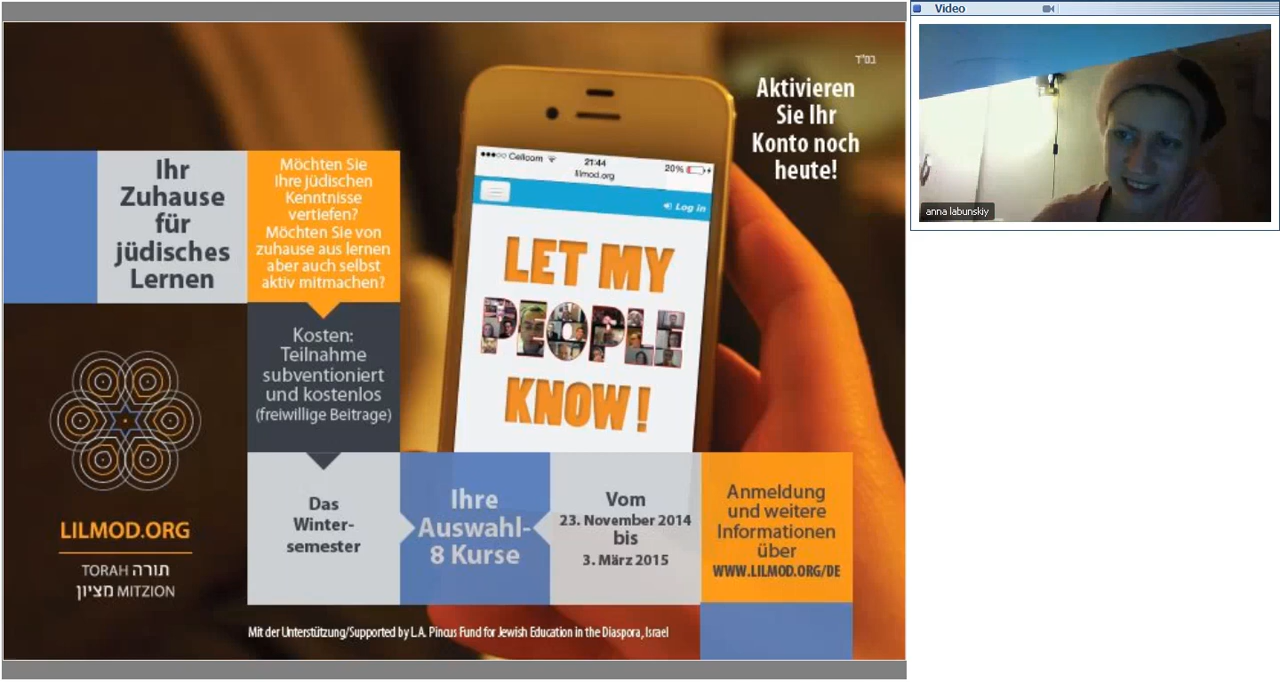 Video
anna labunskiy
בס"ד
Aktivieren
Sie Ihr
Konto noch
heute!
Cellcom
21:44
20%
lilmod.org
Log in
LET MY
PEOPLE
KNOW!
Ihr
Zuhause
für
jüdisches
Lernen
Möchten Sie
Ihre jüdischen
Kenntnisse
vertiefen?
Möchten Sie von
zuhause aus lernen
aber auch selbst
aktiv mitmachen?
Kosten:
Teilnahme
subventioniert
und kostenlos
(freiwillige Beitrage)
LILMOD.ORG
TORAH תורה
מציון MITZION
Das
Winter-
semester
Ihre
Auswahl-
8 Kurse
Vom
23. November 2014
bis
3. März 2015
Anmeldung
und weitere
Informationen
über
WWW.LILMOD.ORG/DE
Mit der Unterstützung/Supported by L.A. Pincus Fund for Jewish Education in the Diaspora, Israel